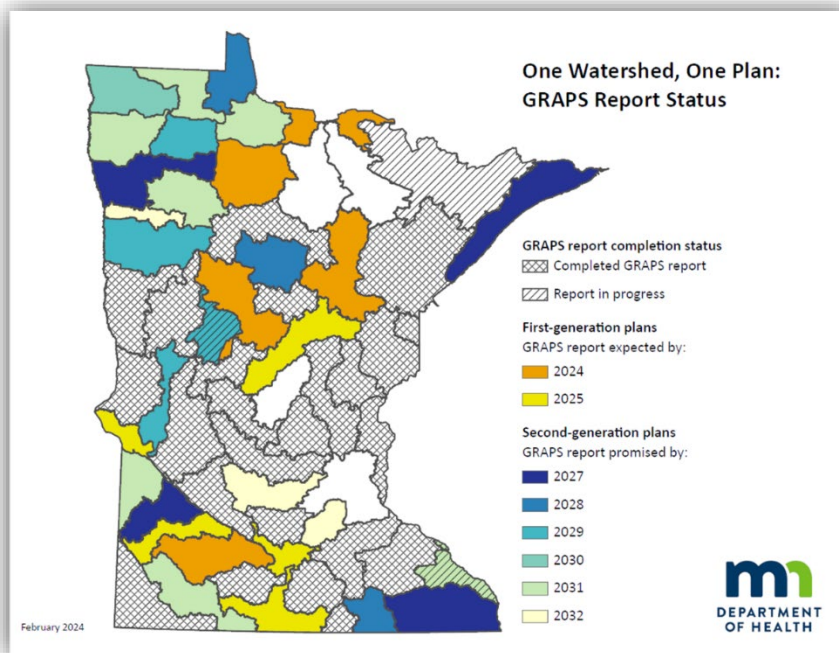 One Watershed, One Plan:
GRAPS Report Status
GRAPS report completion status
Completed GRAPS report
Report in progress
First-generation plans
GRAPS report expected by:
2024
2025
Second-generation plans
GRAPS report promised by:
2027
2028
2029
2030
2031
2032
February 2024
mn
DEPARTMENT
OF HEALTH